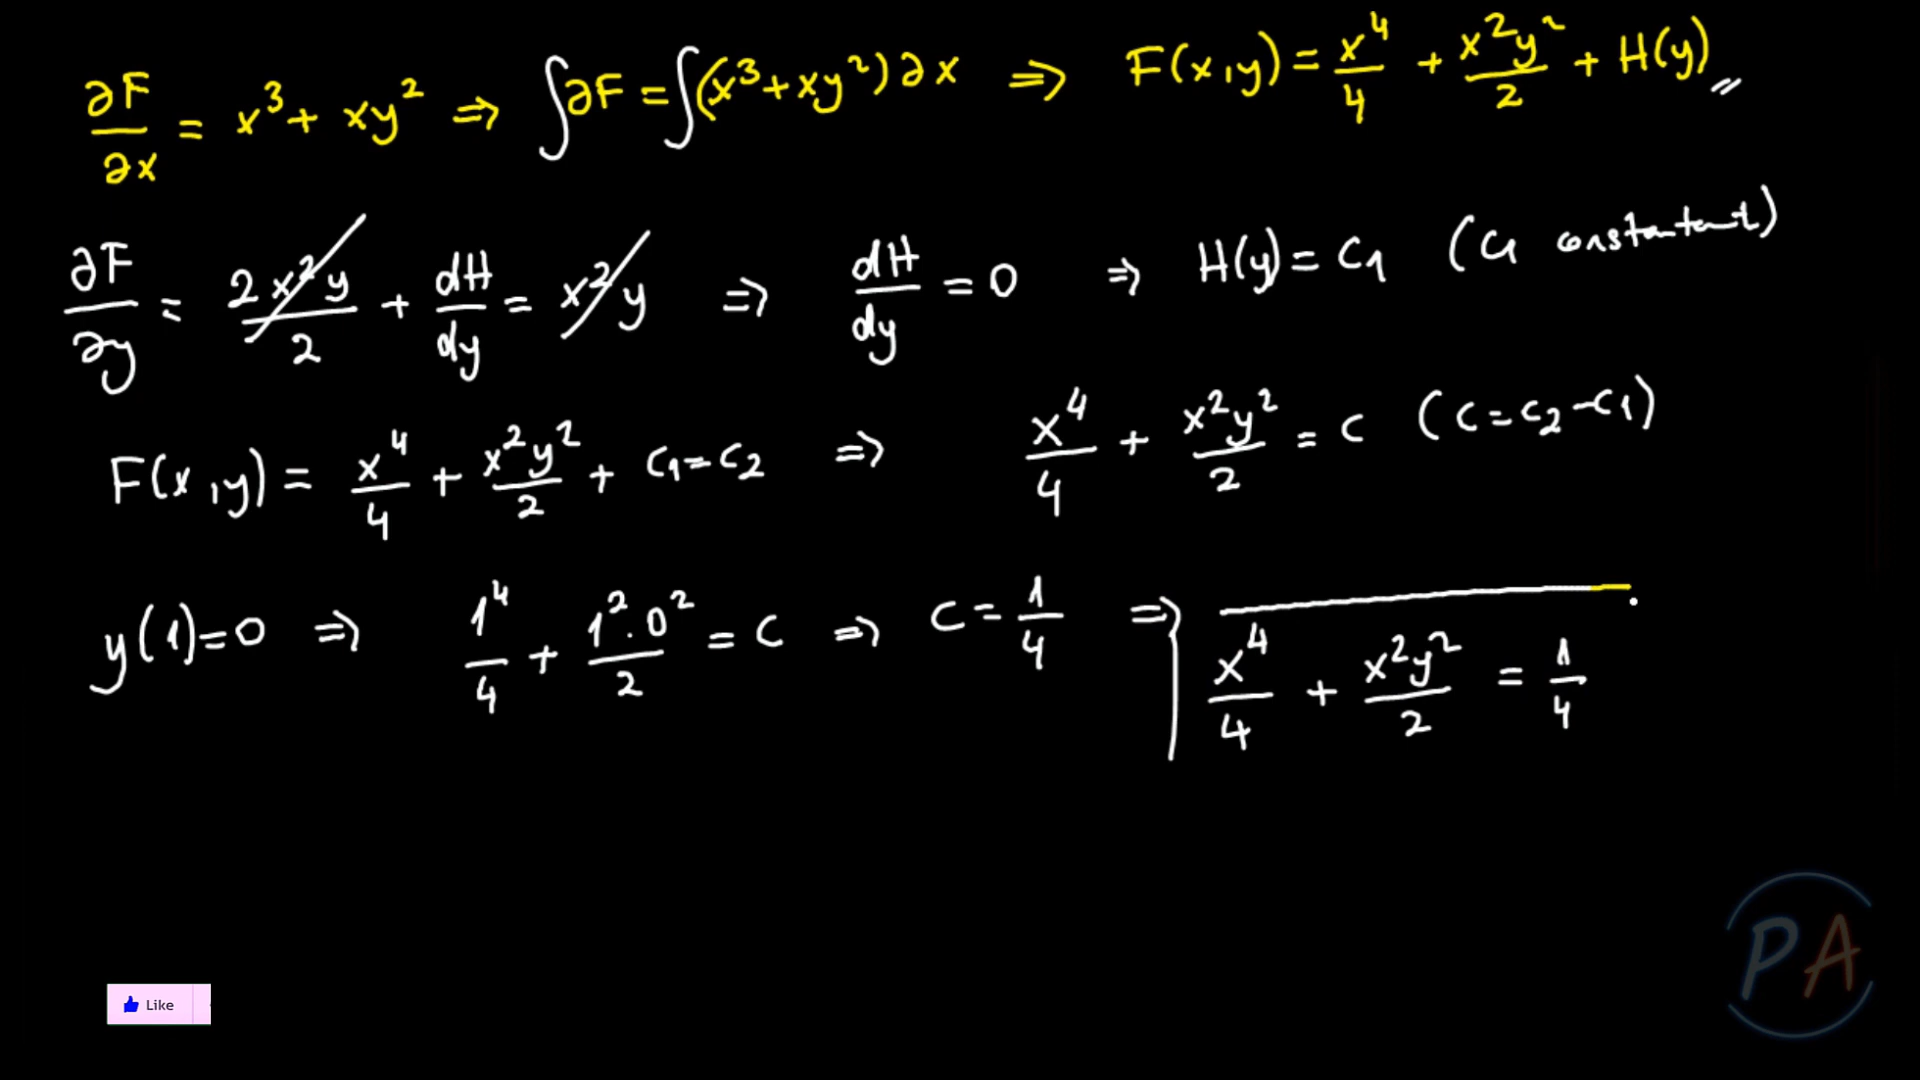 ∂F/∂x = x³ + xy² ⇒ ∫∂F = ∫(x³+xy²)∂x ⇒ F(x,y) = x⁴/4 + x²y²/2 + H(y)
∂F/∂y = 2x²y/2 + dH/dy = x²y ⇒ dH/dy = 0 ⇒ H(y) = c₁ (c₁ constantant)
F(x,y) = x⁴/4 + x²y²/2 + c₁ = c₂ ⇒ x⁴/4 + x²y²/2 = c (c = c₂ - c₁)
y(1) = 0 ⇒ 1⁴/4 + 1².0²/2 = c ⇒ c = 1/4 ⇒ x⁴/4 + x²y²/2 = 1/4
PA
Like